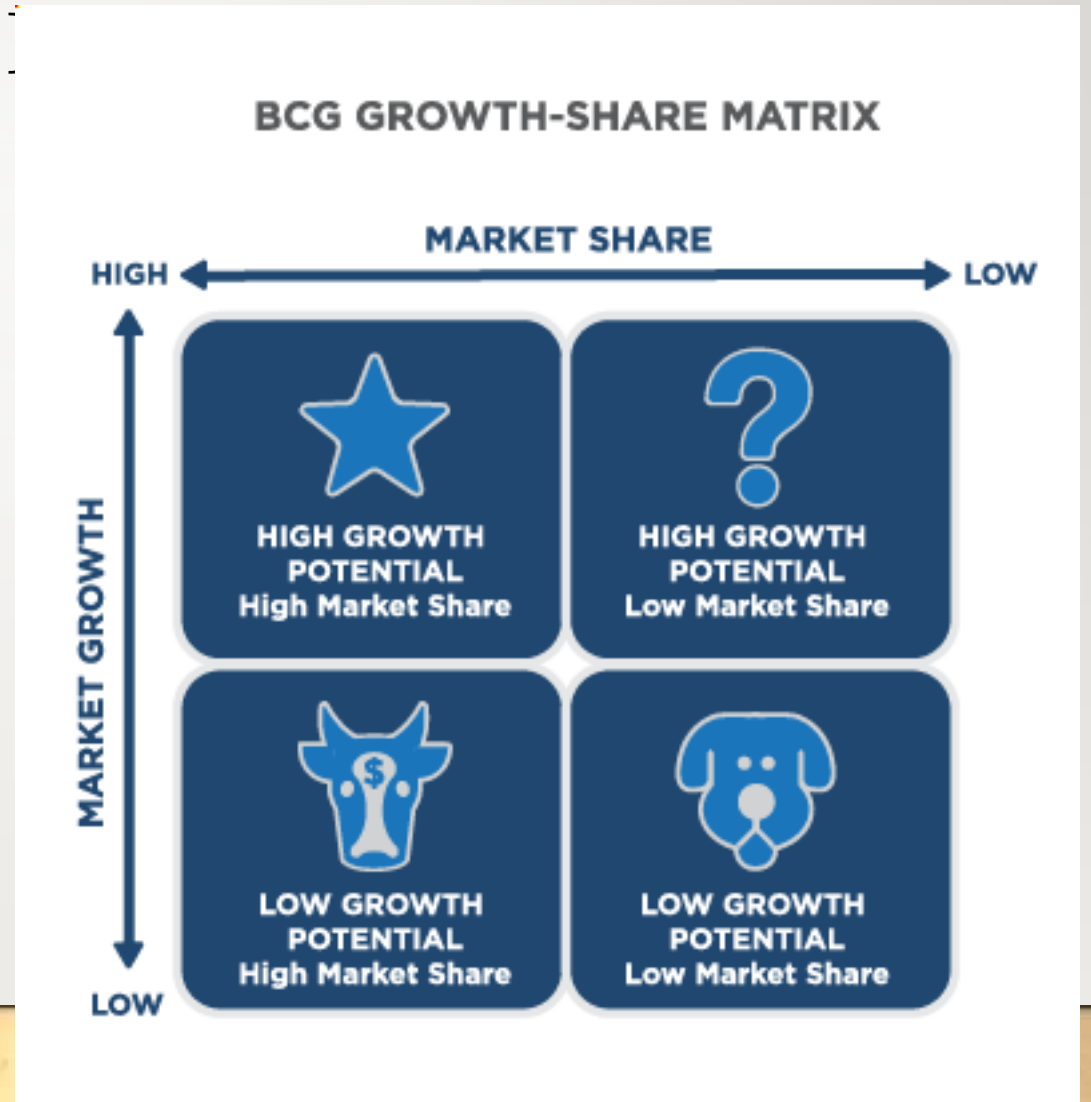 BCG GROWTH-SHARE MATRIX
MARKET SHARE
HIGH
LOW
MARKET GROWTH
HIGH GROWTH
POTENTIAL
High Market Share
HIGH GROWTH
POTENTIAL
Low Market Share
$
LOW GROWTH
POTENTIAL
High Market Share
LOW GROWTH
POTENTIAL
Low Market Share
LOW